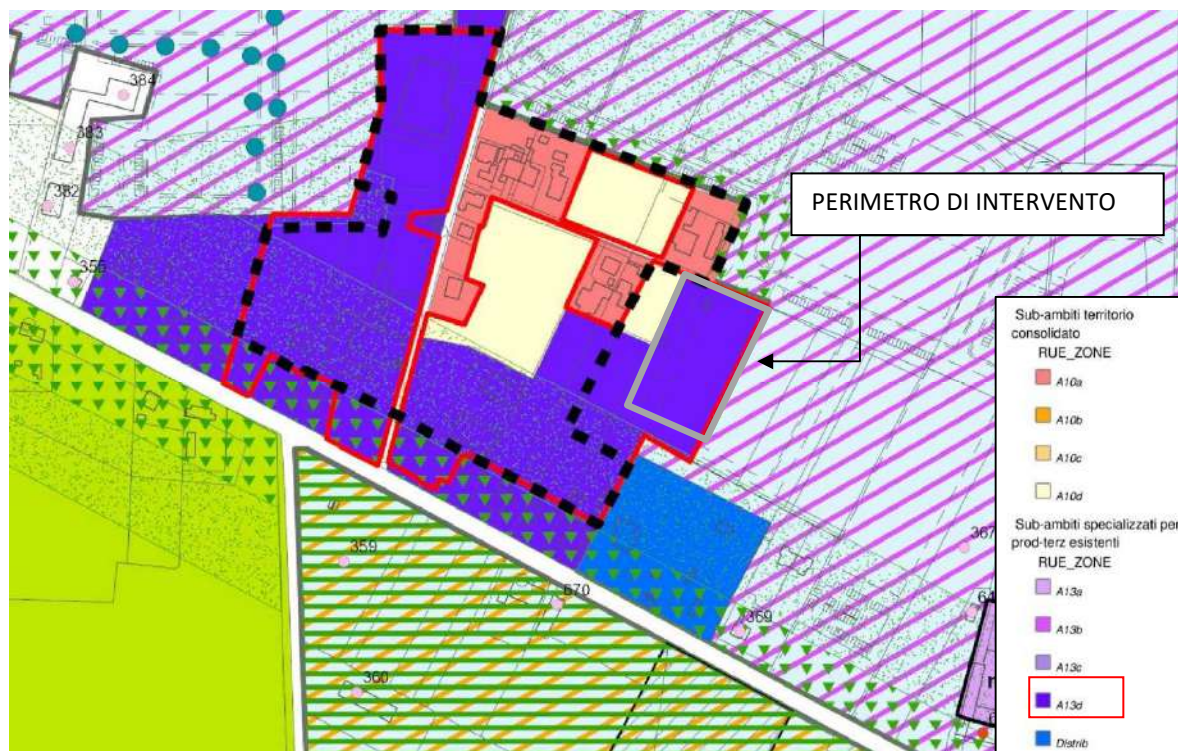 384
383
382
355
PERIMETRO DI INTERVENTO
Sub-ambiti territorio
consolidato
RUE_ZONE
A10a
A10b
A10c
A10d
Sub-ambiti specializzati per
prod-terz esistenti
RUE_ZONE
A13a
A13b
A13c
A13d
Distrib
367
359
670
369
360